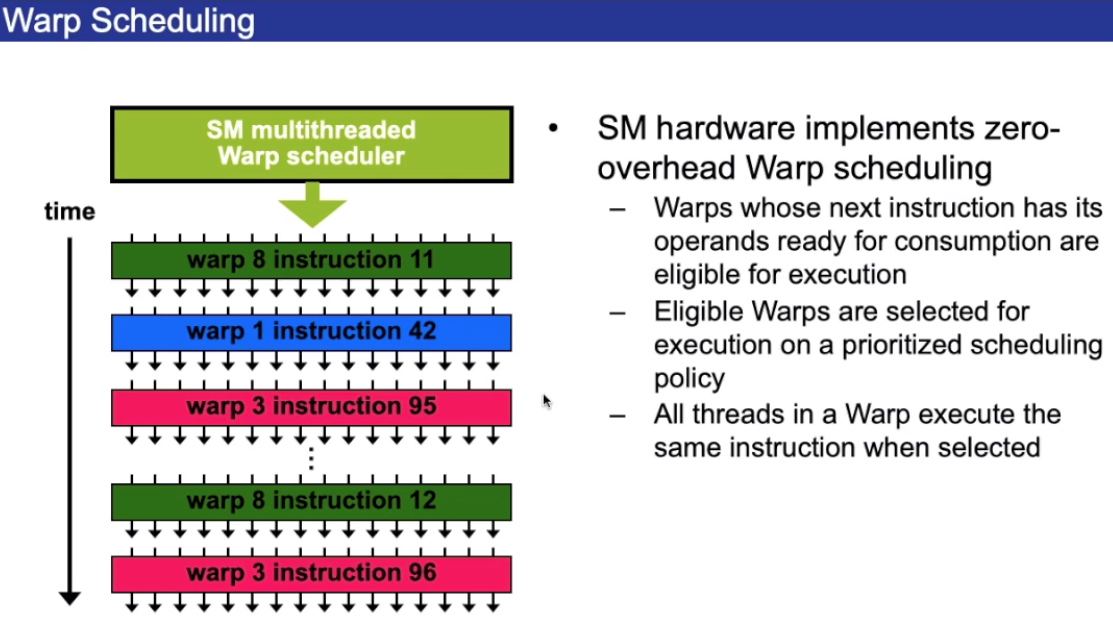 Warp Scheduling
SM multithreaded
Warp scheduler
time
warp 8 instruction 11
warp 1 instruction 42
warp 3 instruction 95
warp 8 instruction 12
warp 3 instruction 96
• SM hardware implements zero-
overhead Warp scheduling
– Warps whose next instruction has its
operands ready for consumption are
eligible for execution
– Eligible Warps are selected for
execution on a prioritized scheduling
policy
– All threads in a Warp execute the
same instruction when selected